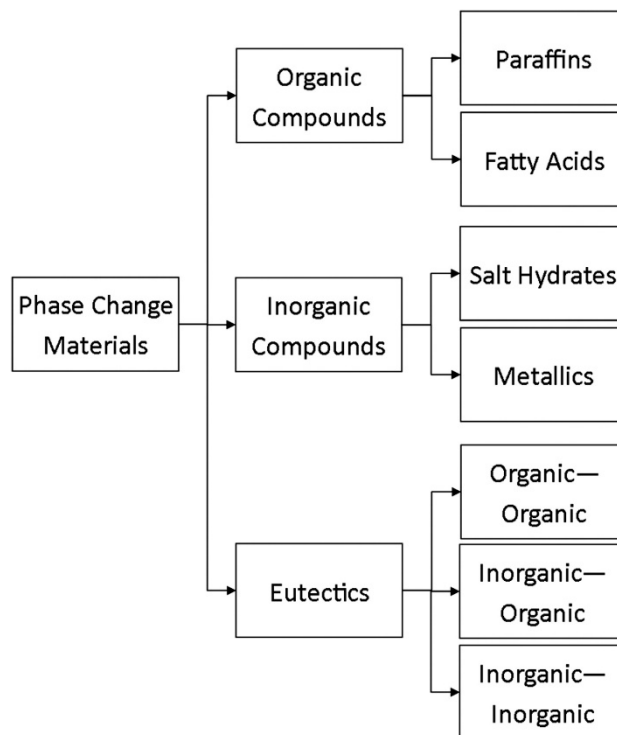 Phase Change
Materials
Organic
Compounds
Paraffins
Fatty Acids
Inorganic
Compounds
Salt Hydrates
Metallics
Eutectics
Organic—
Organic
Inorganic—
Organic
Inorganic—
Inorganic